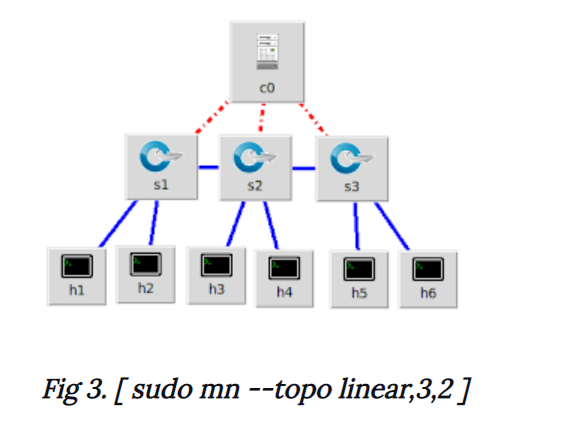 c0
s1 s2 s3
h1 h2 h3 h4 h5 h6
Fig 3. [ sudo mn --topo linear,3,2 ]